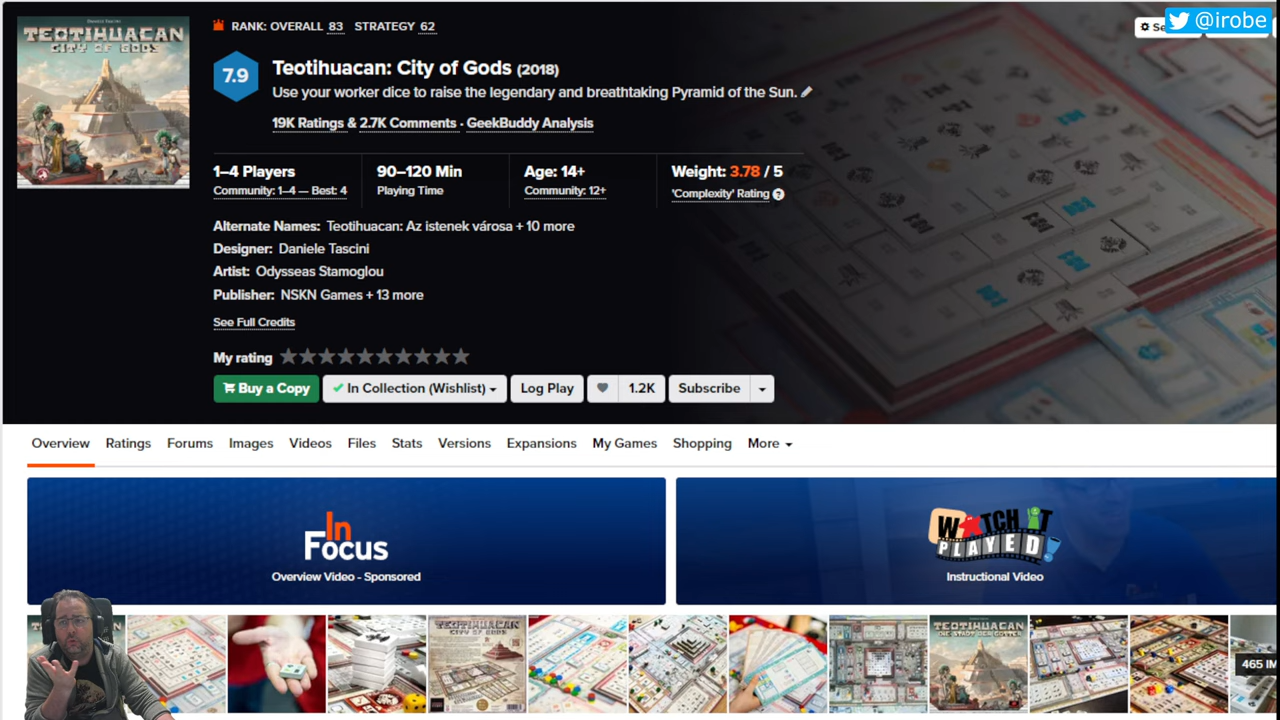 Daniele Tascini
TEOTIHUACAN
CITY OF GODS
RANK: OVERALL 83 STRATEGY 62
@irobe
7.9
Teotihuacan: City of Gods (2018)
Use your worker dice to raise the legendary and breathtaking Pyramid of the Sun.
19K Ratings & 2.7K Comments · GeekBuddy Analysis
1–4 Players
Community: 1–4 — Best: 4
90–120 Min
Playing Time
Age: 14+
Community: 12+
Weight: 3.78 / 5
'Complexity' Rating ?
Alternate Names: Teotihuacan: Az istenek városa + 10 more
Designer: Daniele Tascini
Artist: Odysseas Stamoglou
Publisher: NSKN Games + 13 more
See Full Credits
My rating
Buy a Copy In Collection (Wishlist) Log Play 1.2K Subscribe
Overview Ratings Forums Images Videos Files Stats Versions Expansions My Games Shopping More
In
Focus
Overview Video - Sponsored
WATCH IT
PLAYED
Instructional Video
TEOTIHUACAN
CITY OF GODS
TEOTIHUACAN
DIE STADT DER GÖTTER
465 IM